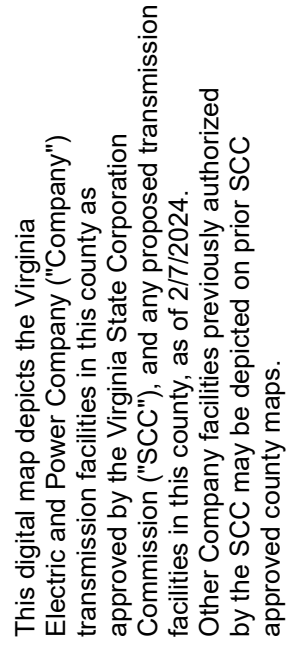 This digital map depicts the Virginia
Electric and Power Company ("Company")
transmission facilities in this county as
approved by the Virginia State Corporation
Commission ("SCC"), and any proposed transmission
facilities in this county, as of 2/7/2024.
Other Company facilities previously authorized
by the SCC may be depicted on prior SCC
approved county maps.